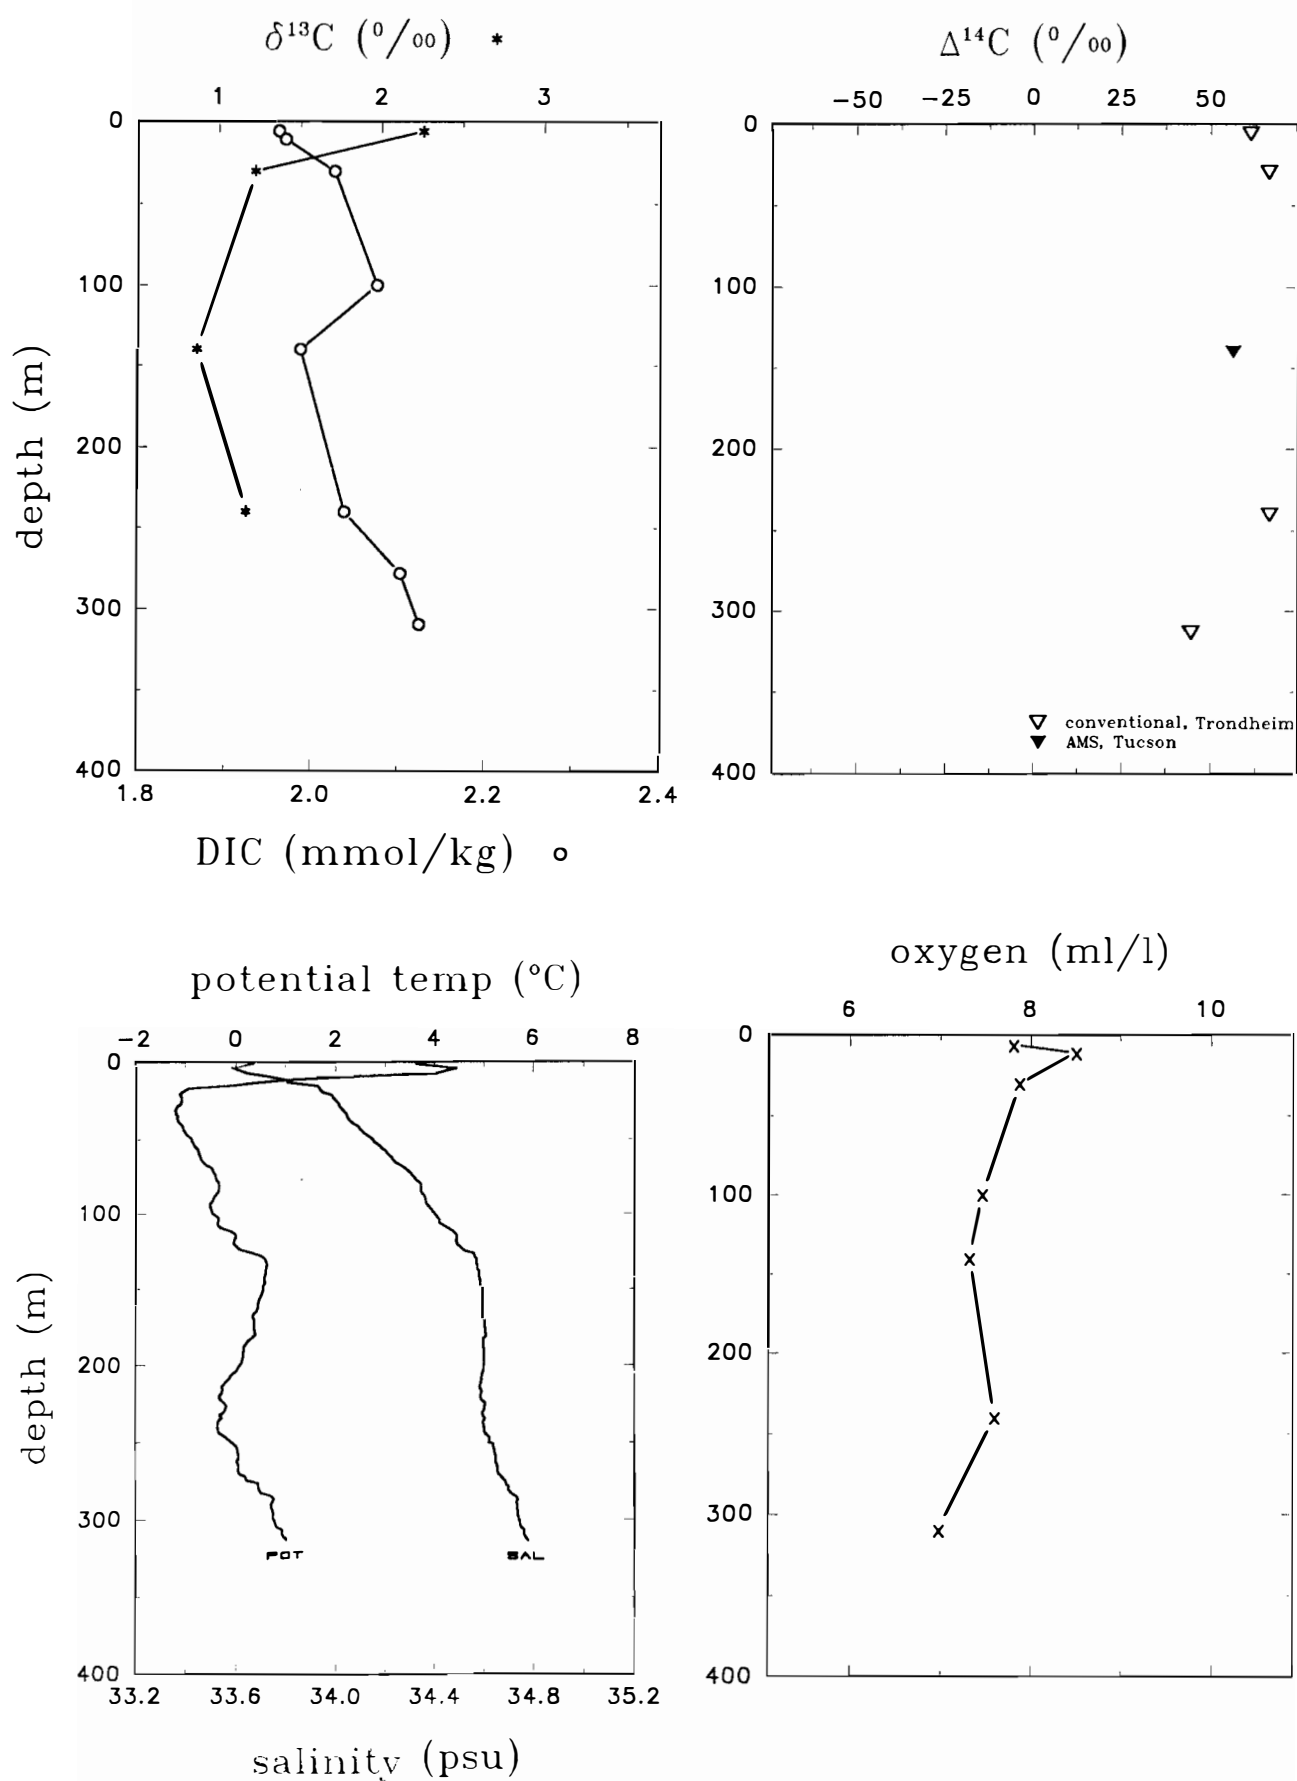 δ¹³C (⁰/₀₀) *
1 2 3
0
100
200
300
400
depth (m)
1.8 2.0 2.2 2.4
DIC (mmol/kg) o
Δ¹⁴C (⁰/₀₀)
−50 −25 0 25 50
0
100
200
300
400
▽ conventional, Trondheim
▼ AMS, Tucson
potential temp (°C)
−2 0 2 4 6 8
0
100
200
300
400
depth (m)
POT SAL
33.2 33.6 34.0 34.4 34.8 35.2
salinity (psu)
oxygen (ml/l)
6 8 10
0
100
200
300
400